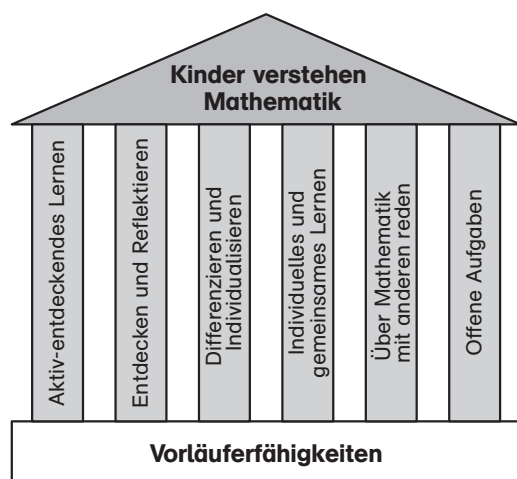 Kinder verstehen
Mathematik
Aktiv-entdeckendes Lernen
Entdecken und Reflektieren
Differenzieren und
Individualisieren
Individuelles und
gemeinsames Lernen
Über Mathematik
mit anderen reden
Offene Aufgaben
Vorläuferfähigkeiten